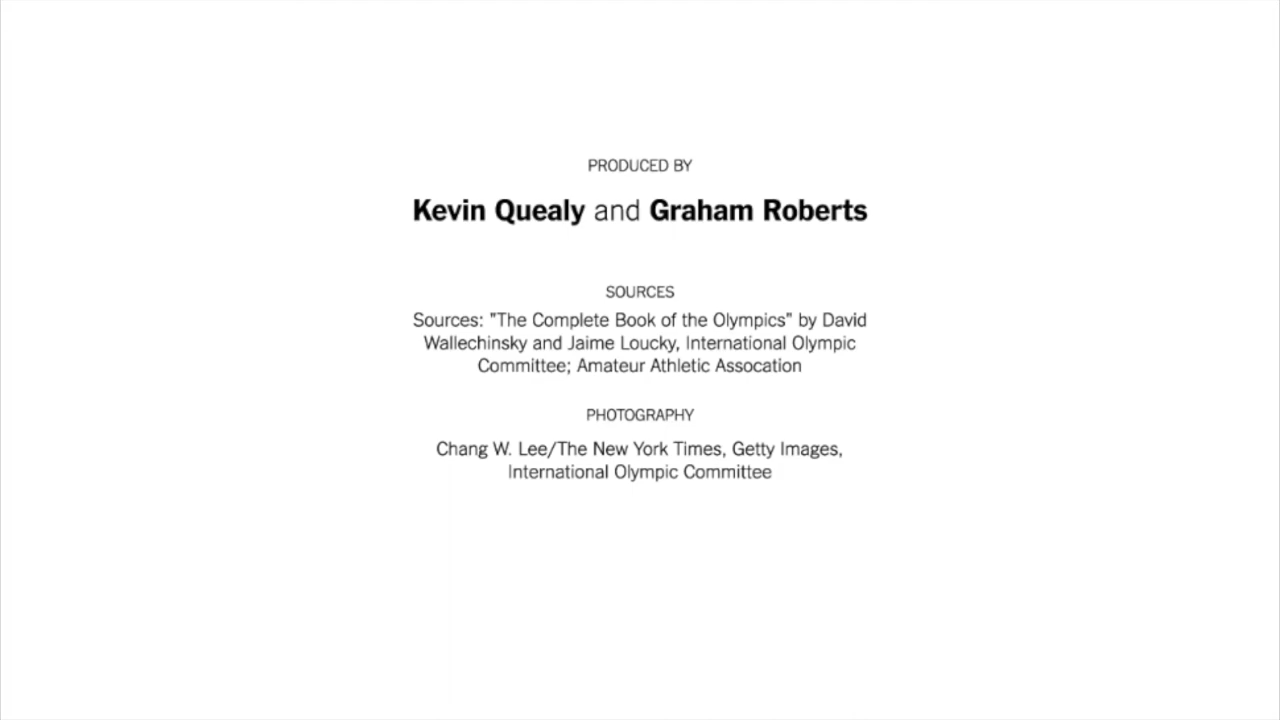 PRODUCED BY
Kevin Quealy and Graham Roberts
SOURCES
Sources: "The Complete Book of the Olympics" by David
Wallechinsky and Jaime Loucky, International Olympic
Committee; Amateur Athletic Assocation
PHOTOGRAPHY
Chang W. Lee/The New York Times, Getty Images,
International Olympic Committee